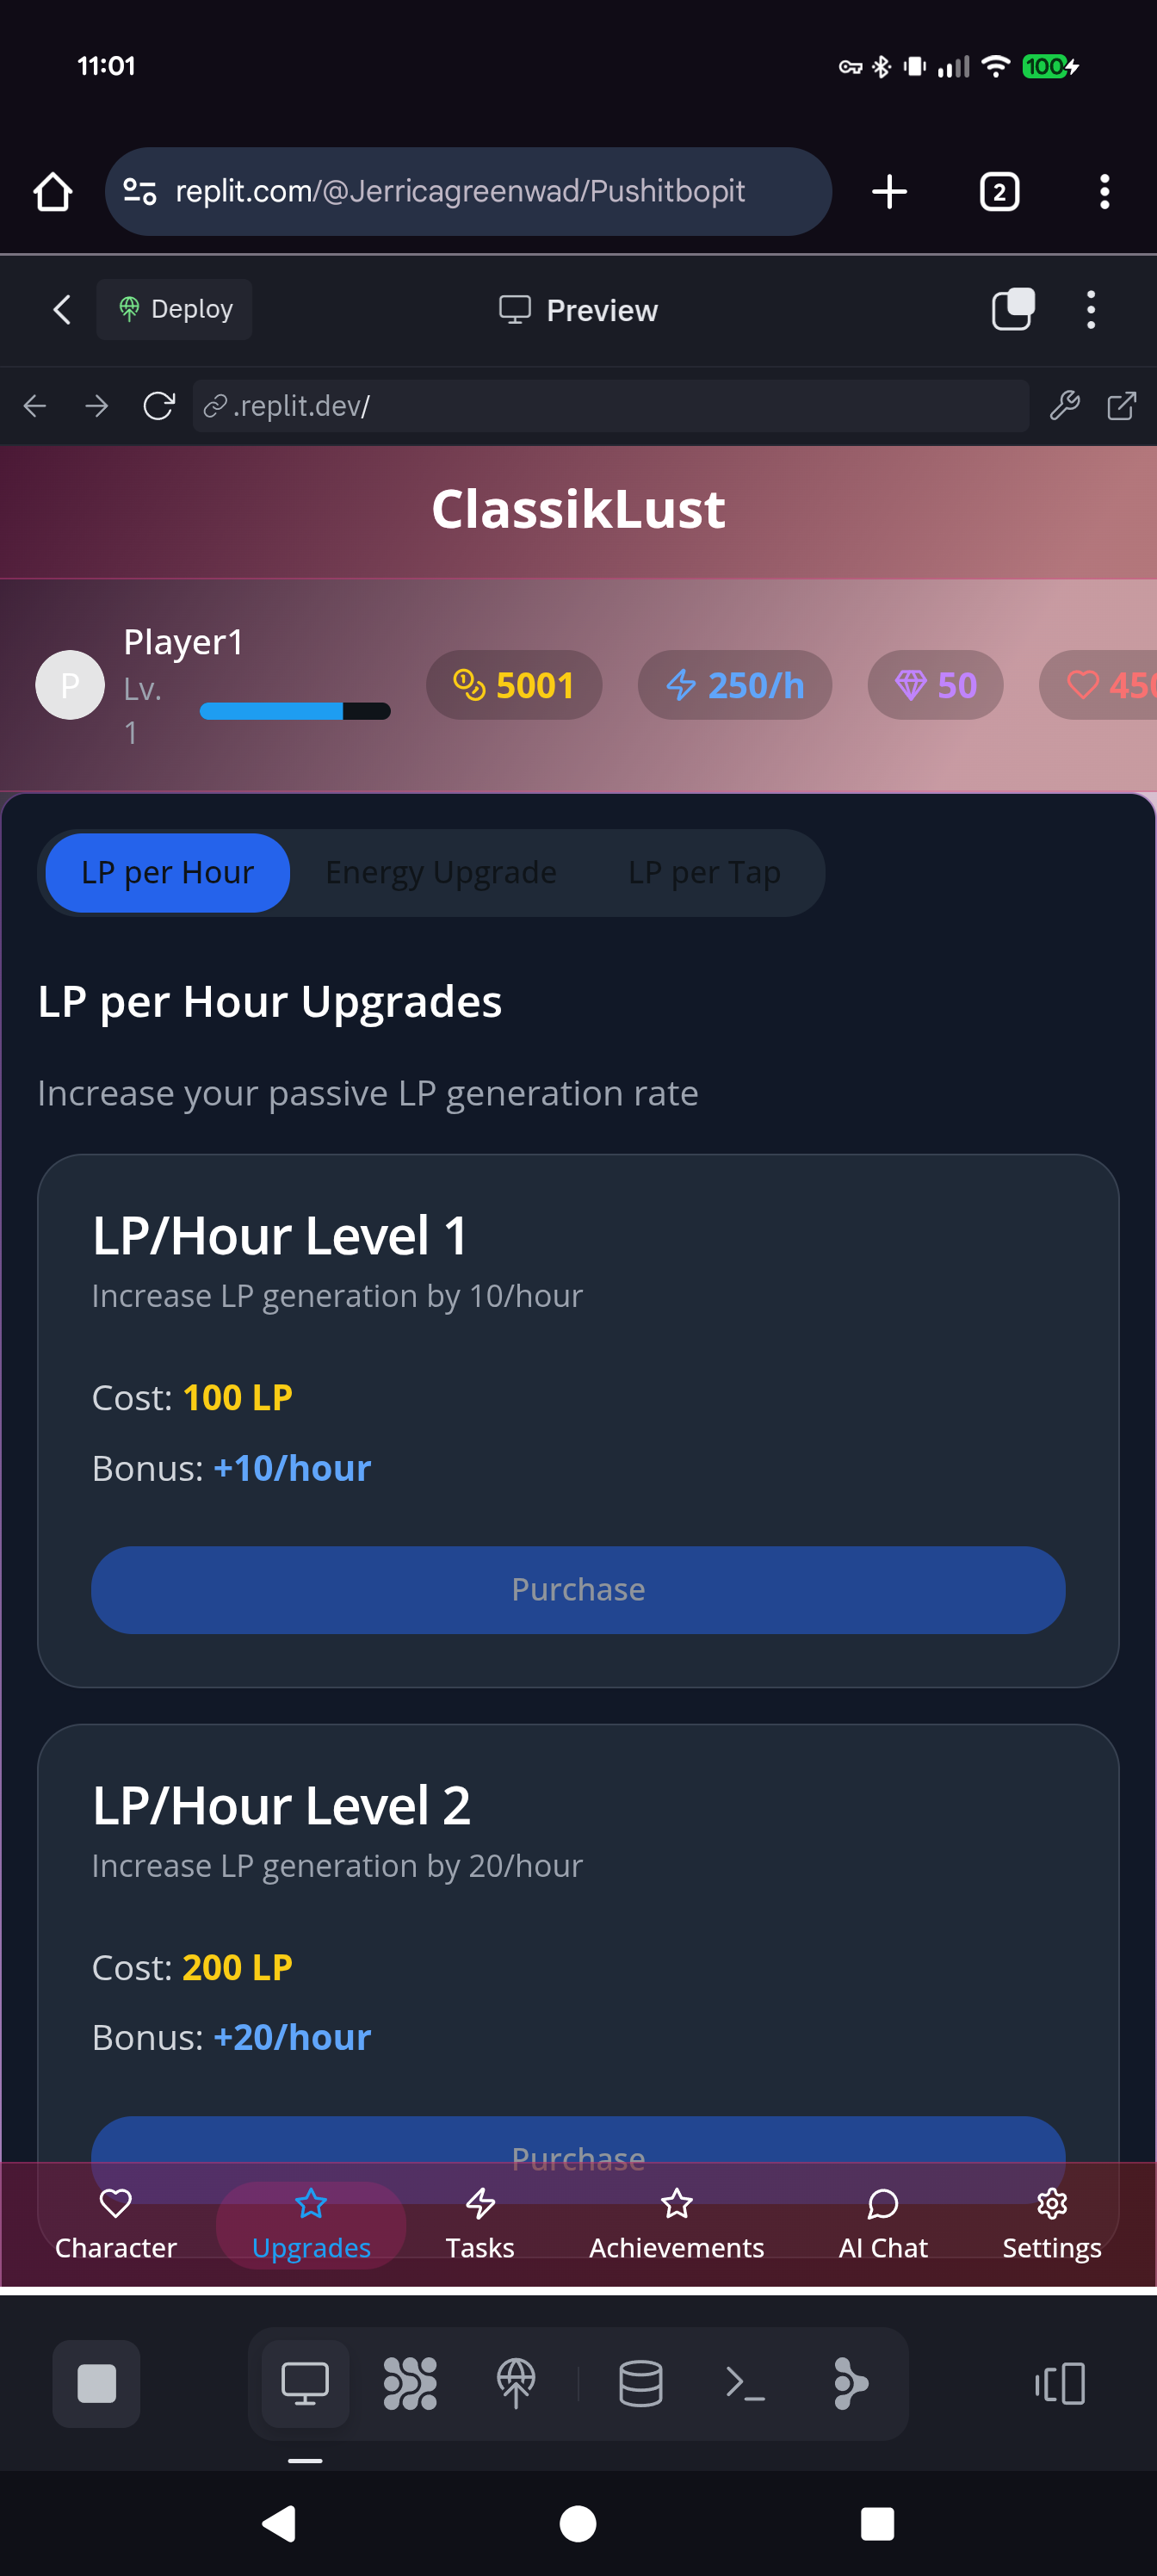 11:01
100
replit.com/@Jerricagreenwad/Pushitbopit
2
Deploy
Preview
.replit.dev/
ClassikLust
Player1
P
Lv.
1
5001
250/h
50
450
LP per Hour
Energy Upgrade
LP per Tap
LP per Hour Upgrades
Increase your passive LP generation rate
LP/Hour Level 1
Increase LP generation by 10/hour
Cost: 100 LP
Bonus: +10/hour
Purchase
LP/Hour Level 2
Increase LP generation by 20/hour
Cost: 200 LP
Bonus: +20/hour
Purchase
Character
Upgrades
Tasks
Achievements
AI Chat
Settings